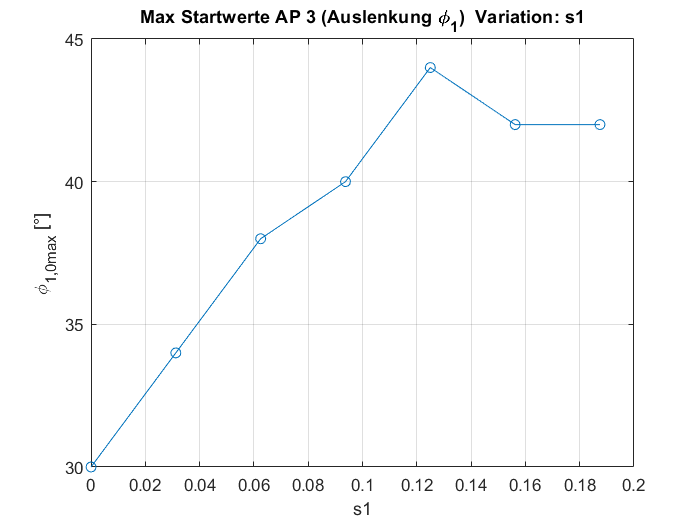 Max Startwerte AP 3 (Auslenkung ϕ₁) Variation: s1
45
40
35
30
ϕ₁,₀ₘₐₓ [°]
0 0.02 0.04 0.06 0.08 0.1 0.12 0.14 0.16 0.18 0.2
s1